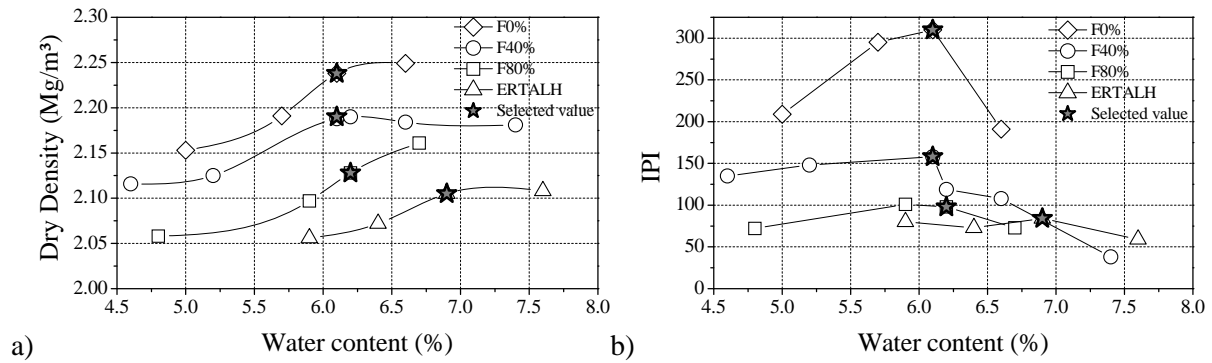 Dry Density (Mg/m³)
2.30
2.25
2.20
2.15
2.10
2.05
2.00
F0%
F40%
F80%
ERTALH
Selected value
4.5 5.0 5.5 6.0 6.5 7.0 7.5 8.0
Water content (%)
a)
IPI
300
250
200
150
100
50
0
F0%
F40%
F80%
ERTALH
Selected value
4.5 5.0 5.5 6.0 6.5 7.0 7.5 8.0
Water content (%)
b)